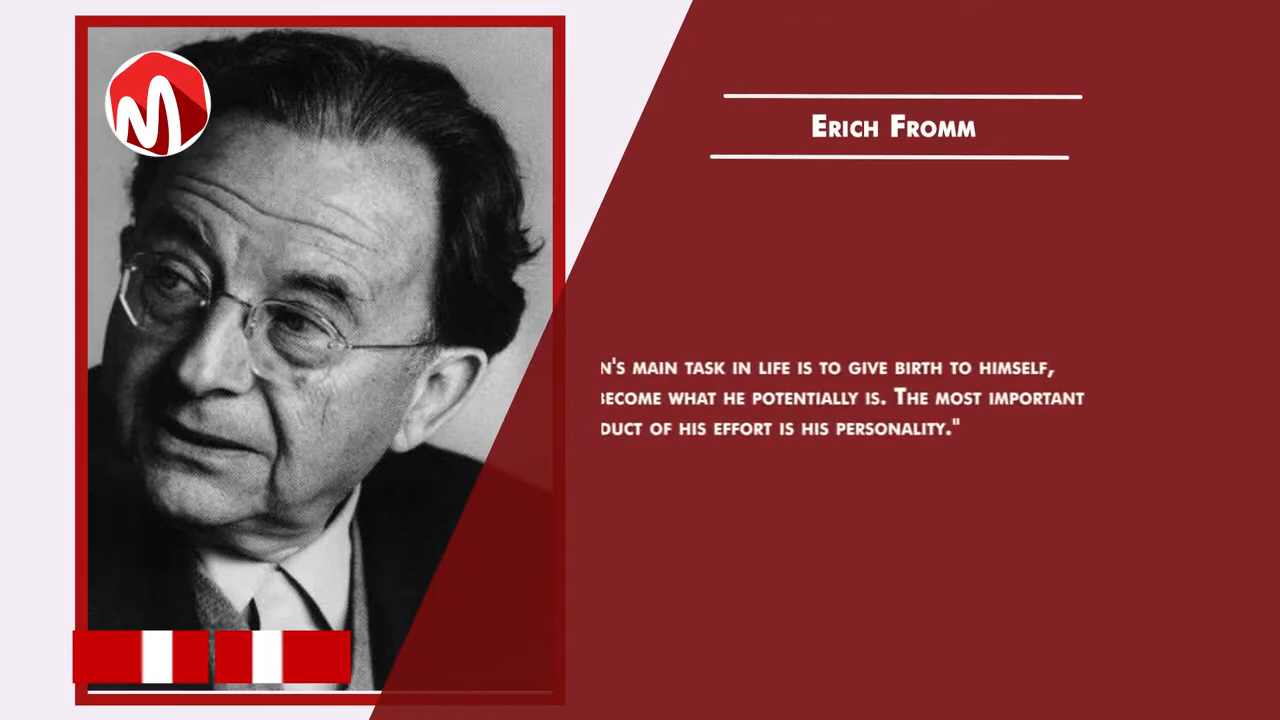 Erich Fromm
N's main task in life is to give birth to himself,
become what he potentially is. The most important
duct of his effort is his personality."